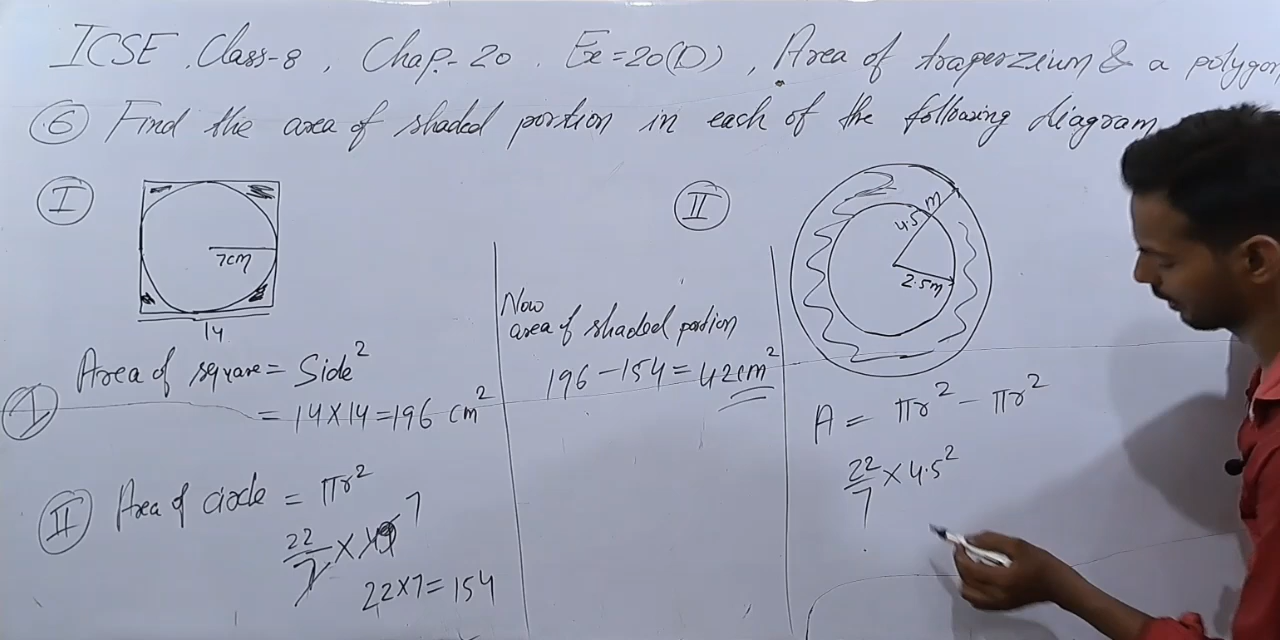 ICSE, Class-8, Chap.-20, Ex=20(D), Area of traperzium & a polygon
6 Find the area of shaded portion in each of the following diagram
I
7cm
14
Area of square = Side²
I
= 14×14=196 cm²
II Area of circle = πr²
22/7 × 49 7
22×7=154
Now
area of shaded portion
196-154=42cm²
II
4.5m
2.5m
A = πr² - πr²
22/7 × 4.5²